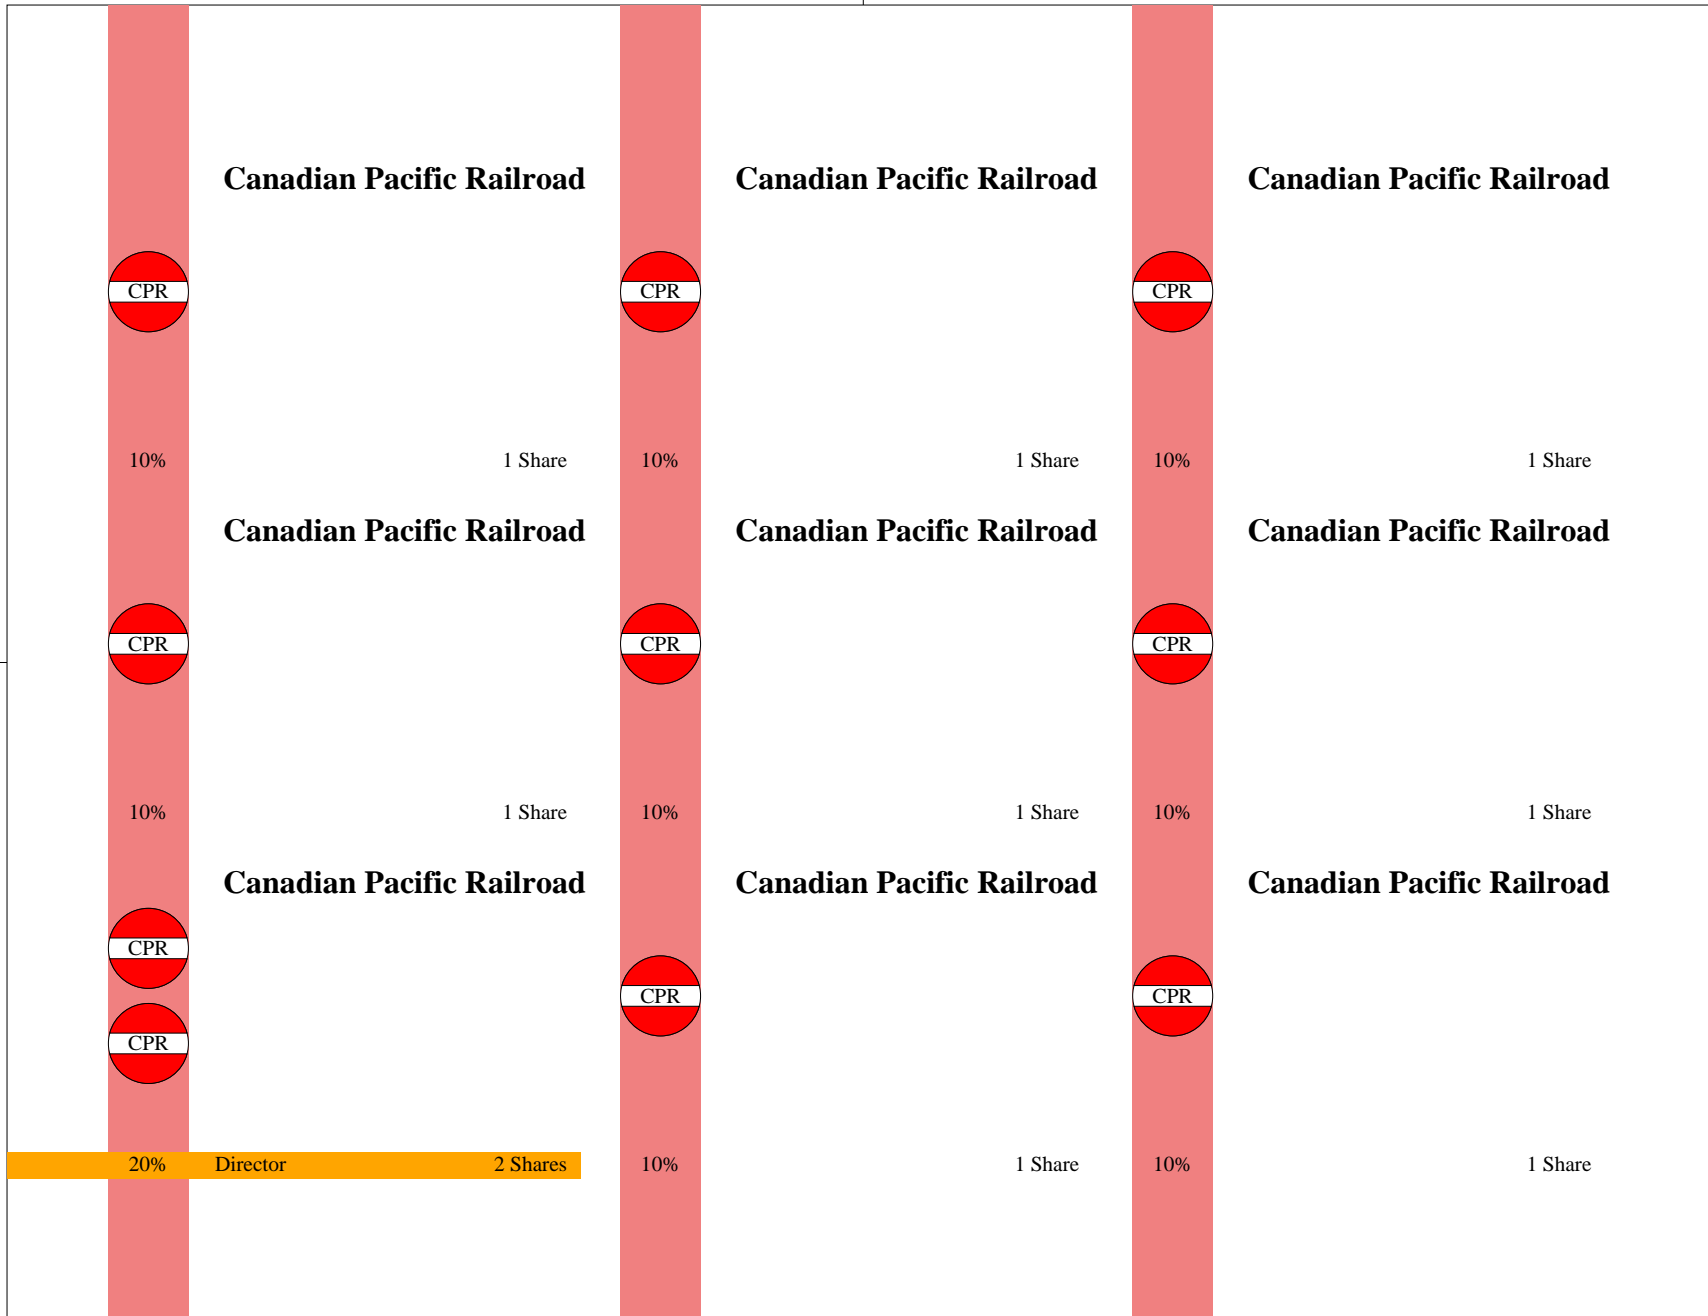 Canadian Pacific Railroad Canadian Pacific Railroad Canadian Pacific Railroad
CPR CPR CPR
10% 1 Share 10% 1 Share 10% 1 Share
Canadian Pacific Railroad Canadian Pacific Railroad Canadian Pacific Railroad
CPR CPR CPR
10% 1 Share 10% 1 Share 10% 1 Share
Canadian Pacific Railroad Canadian Pacific Railroad Canadian Pacific Railroad
CPR
CPR CPR
CPR
20% Director 2 Shares 10% 1 Share 10% 1 Share